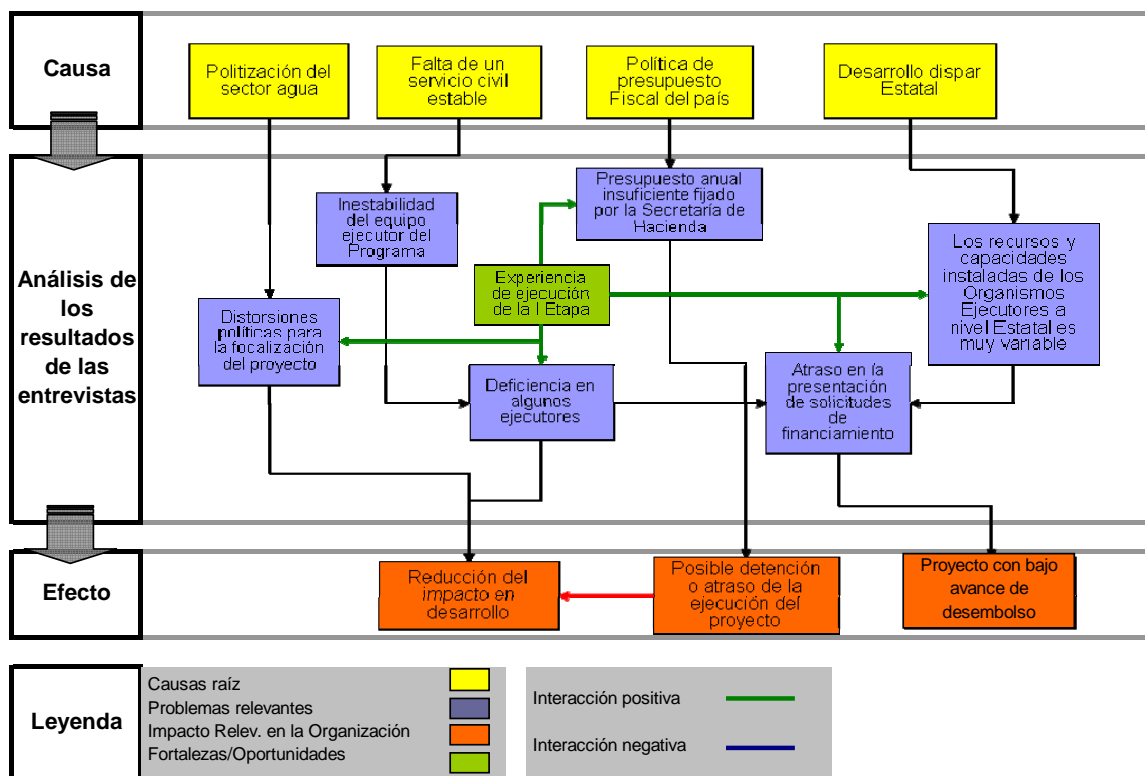 Causa
Politización del
sector agua
Falta de un
servicio civil
estable
Política de
presupuesto
Fiscal del país
Desarrollo dispar
Estatal
Análisis de
los
resultados
de las
entrevistas
Inestabilidad
del equipo
ejecutor del
Programa
Presupuesto anual
insuficiente fijado
por la Secretaría de
Hacienda
Experiencia
de ejecución
de la I Etapa
Los recursos y
capacidades
instaladas de los
Organismos
Ejecutores a
nivel Estatal es
muy variable
Distorsiones
políticas para
la focalización
del proyecto
Deficiencia en
algunos
ejecutores
Atraso en la
presentación
de solicitudes
de
financiamiento
Efecto
Reducción del
impacto en
desarrollo
Posible detención
o atraso de la
ejecución del
proyecto
Proyecto con bajo
avance de
desembolso
Leyenda
Causas raíz
Problemas relevantes
Impacto Relev. en la Organización
Fortalezas/Oportunidades
Interacción positiva
Interacción negativa